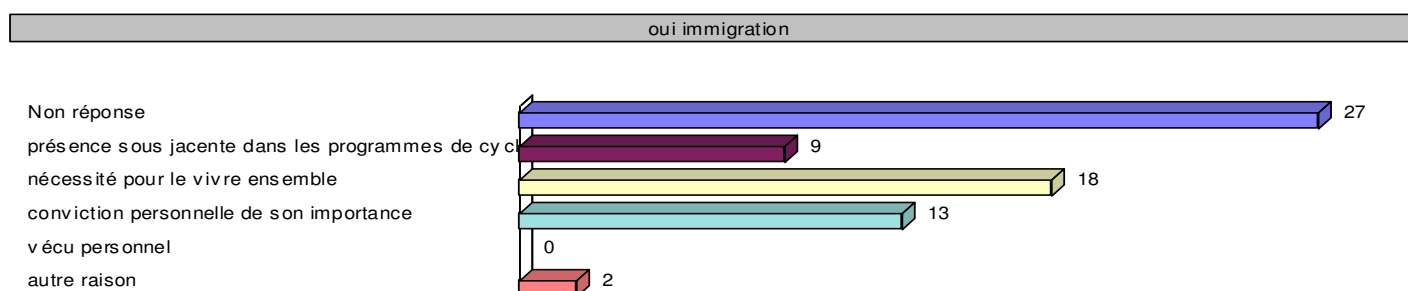 oui immigration
Non réponse 27
présence sous jacente dans les programmes de cycl 9
nécessité pour le vivre ensemble 18
conviction personnelle de son importance 13
vécu personnel 0
autre raison 2